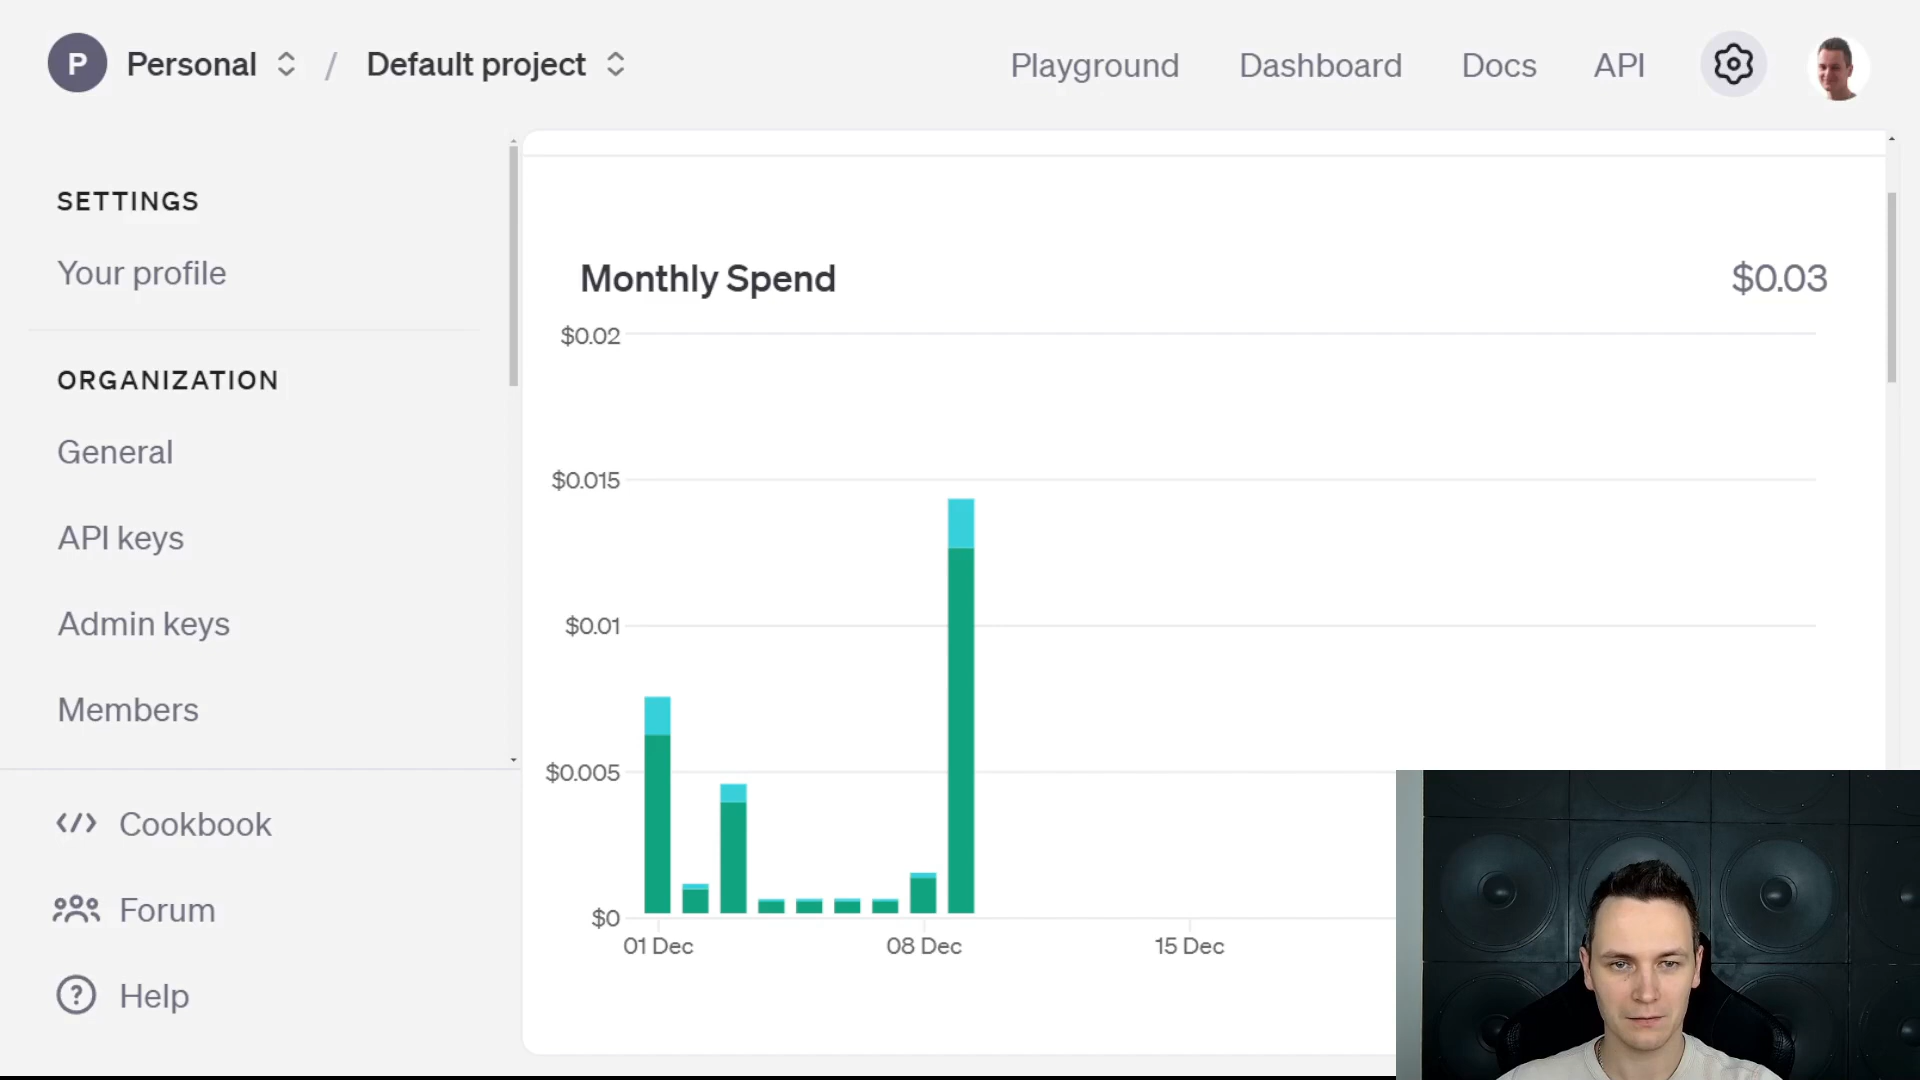 P Personal / Default project
Playground Dashboard Docs API
SETTINGS
Your profile
ORGANIZATION
General
API keys
Admin keys
Members
Cookbook
Forum
Help
Monthly Spend $0.03
$0.02
$0.015
$0.01
$0.005
$0
01 Dec 08 Dec 15 Dec